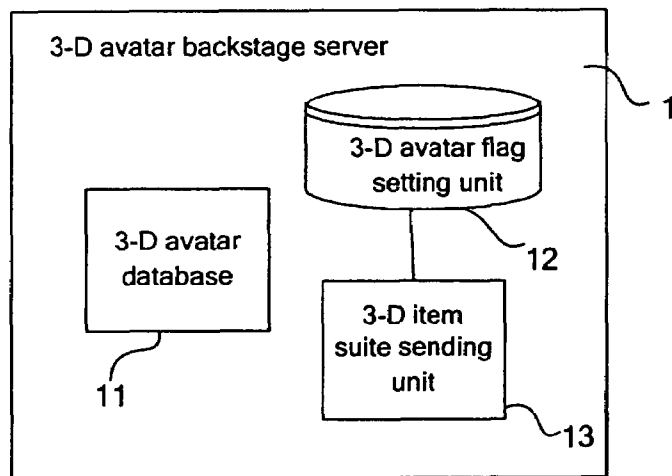 3-D avatar backstage server
1
3-D avatar flag
setting unit
12
3-D avatar
database
11
3-D item
suite sending
unit
13